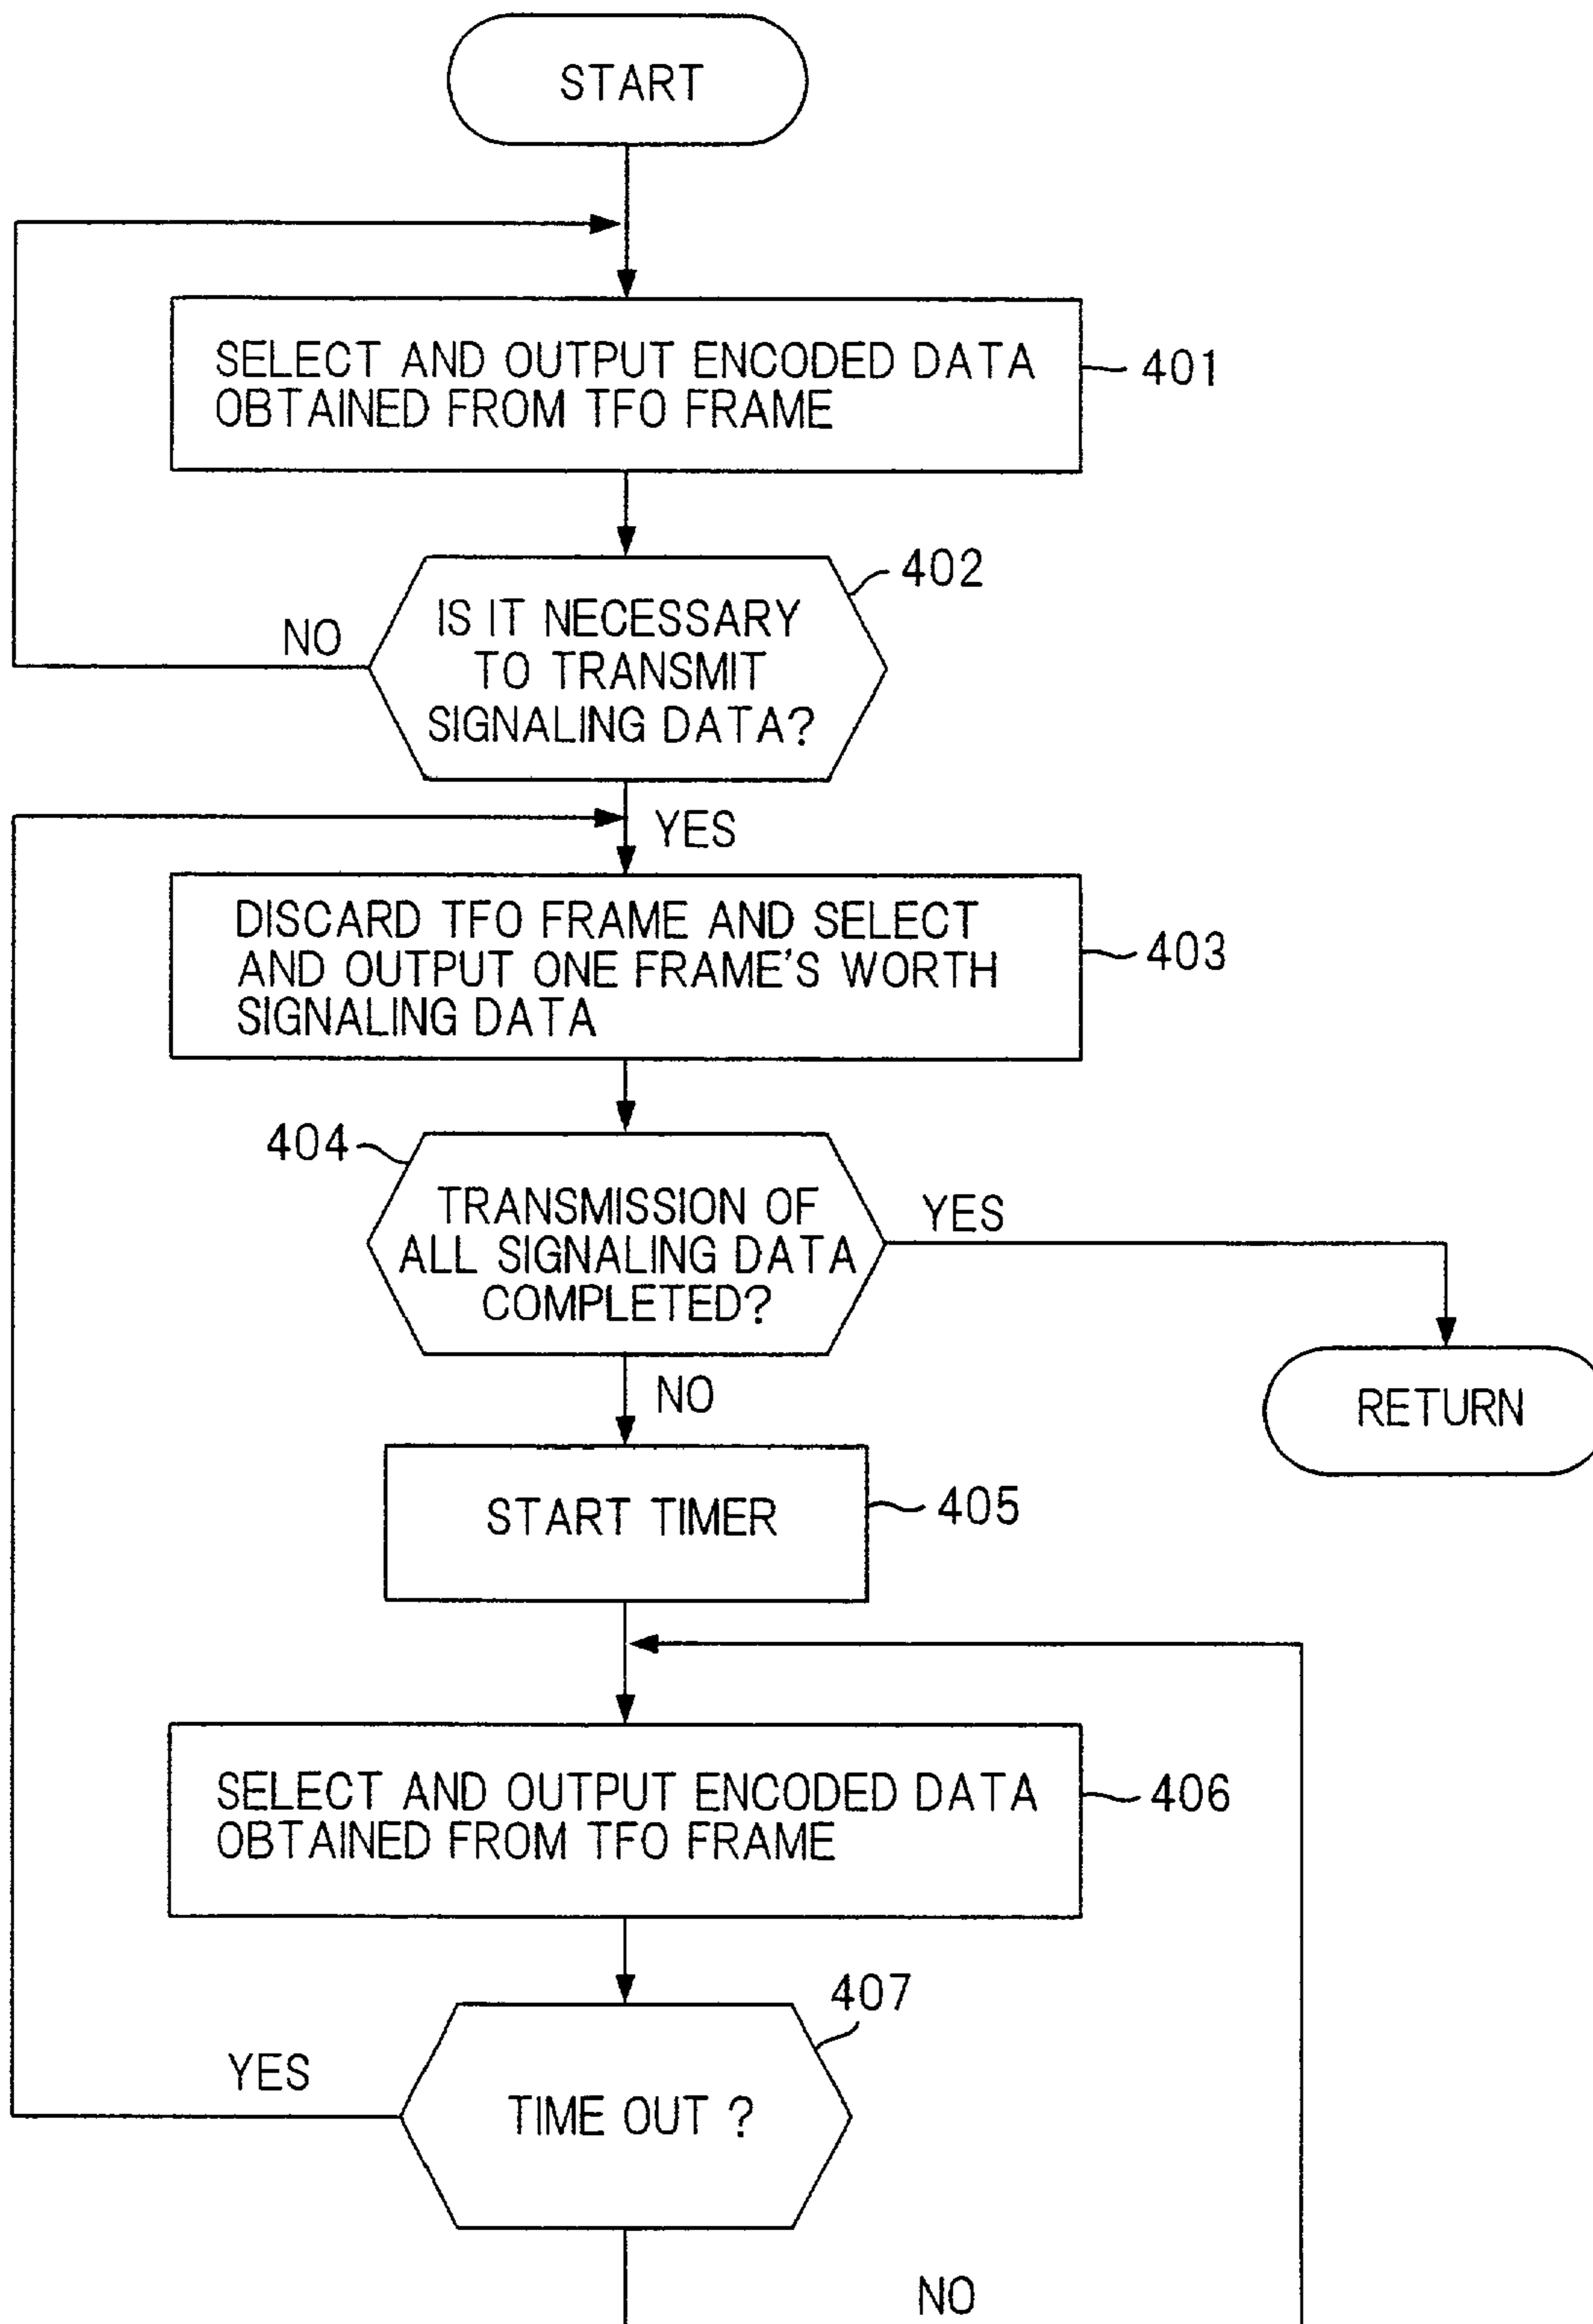 START
SELECT AND OUTPUT ENCODED DATA
OBTAINED FROM TFO FRAME
401
402
IS IT NECESSARY
TO TRANSMIT
SIGNALING DATA?
NO
YES
DISCARD TFO FRAME AND SELECT
AND OUTPUT ONE FRAME'S WORTH
SIGNALING DATA
403
404
TRANSMISSION OF
ALL SIGNALING DATA
COMPLETED?
YES
RETURN
NO
START TIMER
405
SELECT AND OUTPUT ENCODED DATA
OBTAINED FROM TFO FRAME
406
407
YES
TIME OUT ?
NO